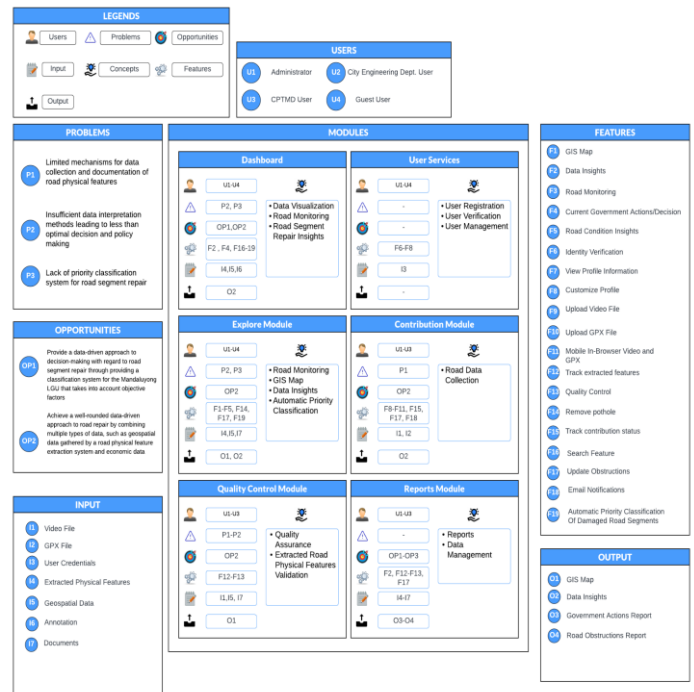 LEGENDS
Users
Problems
Opportunities
Input
Concepts
Features
Output
USERS
U1
Administrator
U2
City Engineering Dept. User
U3
CPTMD User
U4
Guest User
PROBLEMS
P1
Limited mechanisms for data
collection and documentation of
road physical features
P2
Insufficient data interpretation
methods leading to less than
optimal decision and policy
making
P3
Lack of priority classification
system for road segment repair
OPPORTUNITIES
OP1
Provide a data-driven approach to
decision-making with regard to road
segment repair through providing a
classification system for the Mandaluyong
LGU that takes into account objective
factors
OP2
Achieve a well-rounded data-driven
approach to road repair by combining
multiple types of data, such as geospatial
data gathered by a road physical feature
extraction system and economic data
INPUT
I1
Video File
I2
GPX File
I3
User Credentials
I4
Extracted Physical Features
I5
Geospatial Data
I6
Annotation
I7
Documents
MODULES
Dashboard
U1-U4
P2, P3
OP1,OP2
F2 , F4, F16-19
I4,I5,I6
O2
• Data Visualization
• Road Monitoring
• Road Segment
Repair Insights
User Services
U1-U4
-
-
F6-F8
I3
-
• User Registration
• User Verification
• User Management
Explore Module
U1-U4
P2, P3
OP2
F1-F5, F14,
F17, F19
I4,I5,I7
O1, O2
• Road Monitoring
• GIS Map
• Data Insights
• Automatic Priority
Classification
Contribution Module
U1-U3
P1
OP2
F8-F11, F15,
F17, F18
I1, I2
O2
• Road Data
Collection
Quality Control Module
U1-U3
P1-P2
OP2
F12-F13
I1,I5, I7
O1
• Quality
Assurance
• Extracted Road
Physical Features
Validation
Reports Module
U1-U3
-
OP1-OP3
F2, F12-F13,
F17
I4-I7
O3-O4
• Reports
• Data
Management
FEATURES
F1
GIS Map
F2
Data Insights
F3
Road Monitoring
F4
Current Government Actions/Decision
F5
Road Condition Insights
F6
Identity Verification
F7
View Profile Information
F8
Customize Profile
F9
Upload Video File
F10
Upload GPX File
F11
Mobile In-Browser Video and
GPX
F12
Track extracted features
F13
Quality Control
F14
Remove pothole
F15
Track contribution status
F16
Search Feature
F17
Update Obstructions
F18
Email Notifications
F19
Automatic Priority Classification
Of Damaged Road Segments
OUTPUT
O1
GIS Map
O2
Data Insights
O3
Government Actions Report
O4
Road Obstructions Report